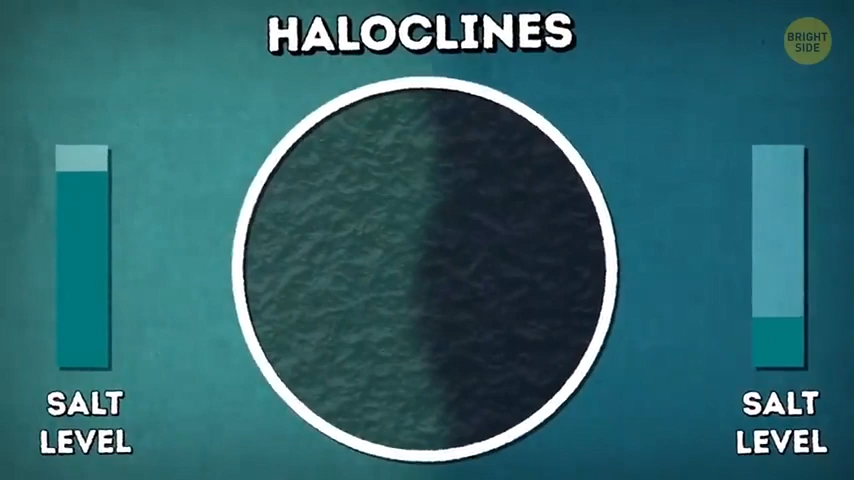 HALOCLINES
BRIGHT
SIDE
SALT
LEVEL
SALT
LEVEL